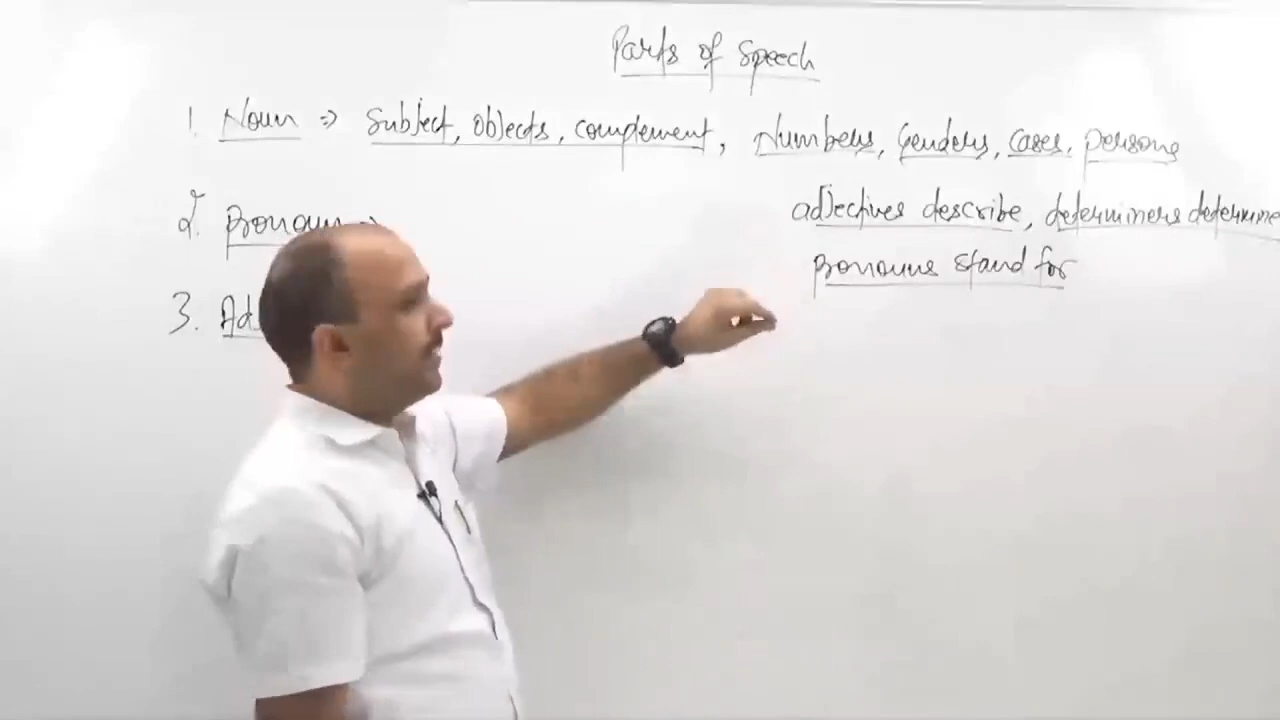 Parts of Speech
1. Noun => Subject, Objects, complement, Numbers, Genders, Cases, persons
adjectives describe, determiners determine
2. Pronoun
pronouns stand for
3. Ad